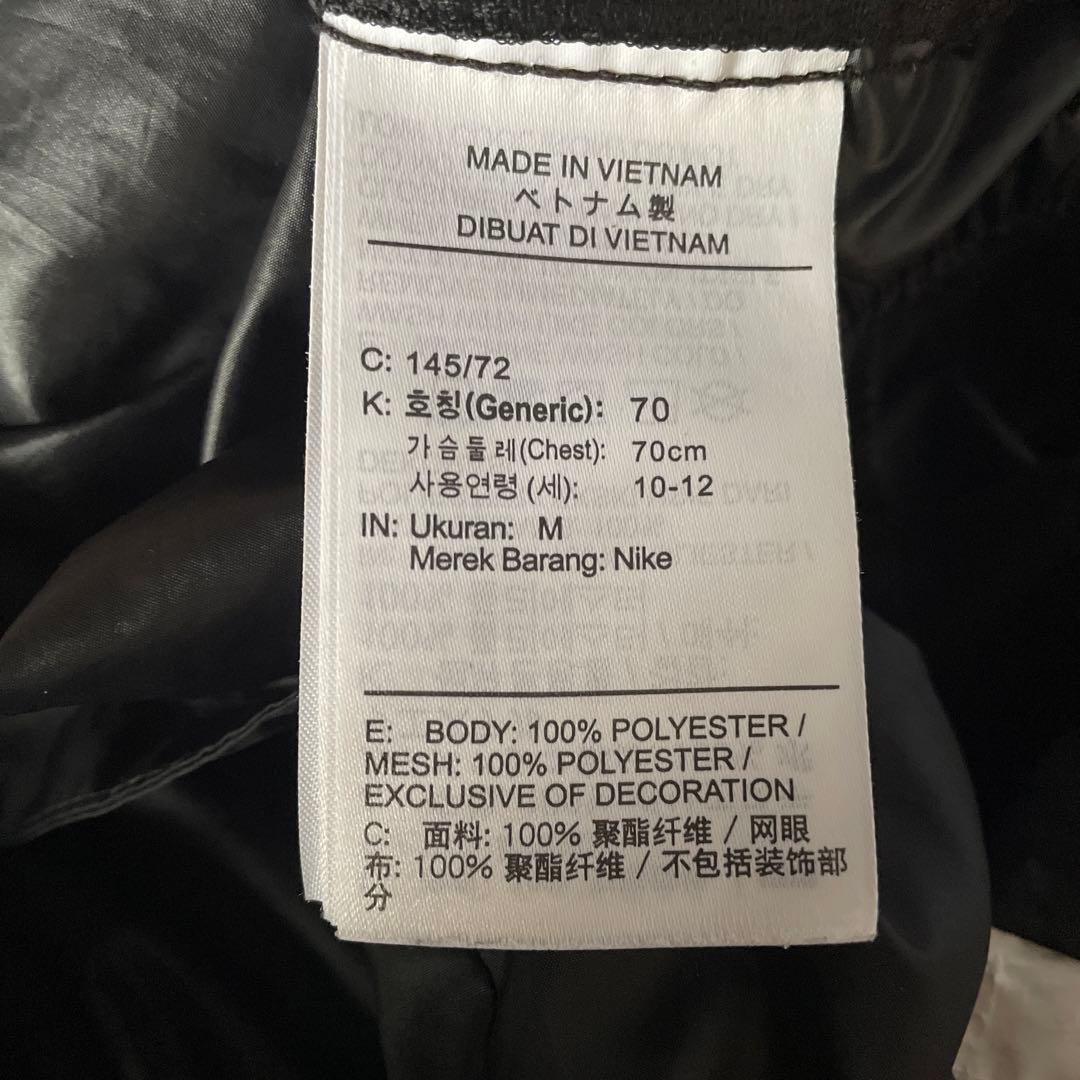 MADE IN VIETNAM
ベトナム製
DIBUAT DI VIETNAM
C: 145/72
K: 호칭(Generic): 70
가슴둘레(Chest): 70cm
사용연령 (세): 10-12
IN: Ukuran: M
Merek Barang: Nike
E: BODY: 100% POLYESTER /
MESH: 100% POLYESTER /
EXCLUSIVE OF DECORATION
C: 面料: 100% 聚酯纤维 / 网眼
布: 100% 聚酯纤维 / 不包括装饰部
分